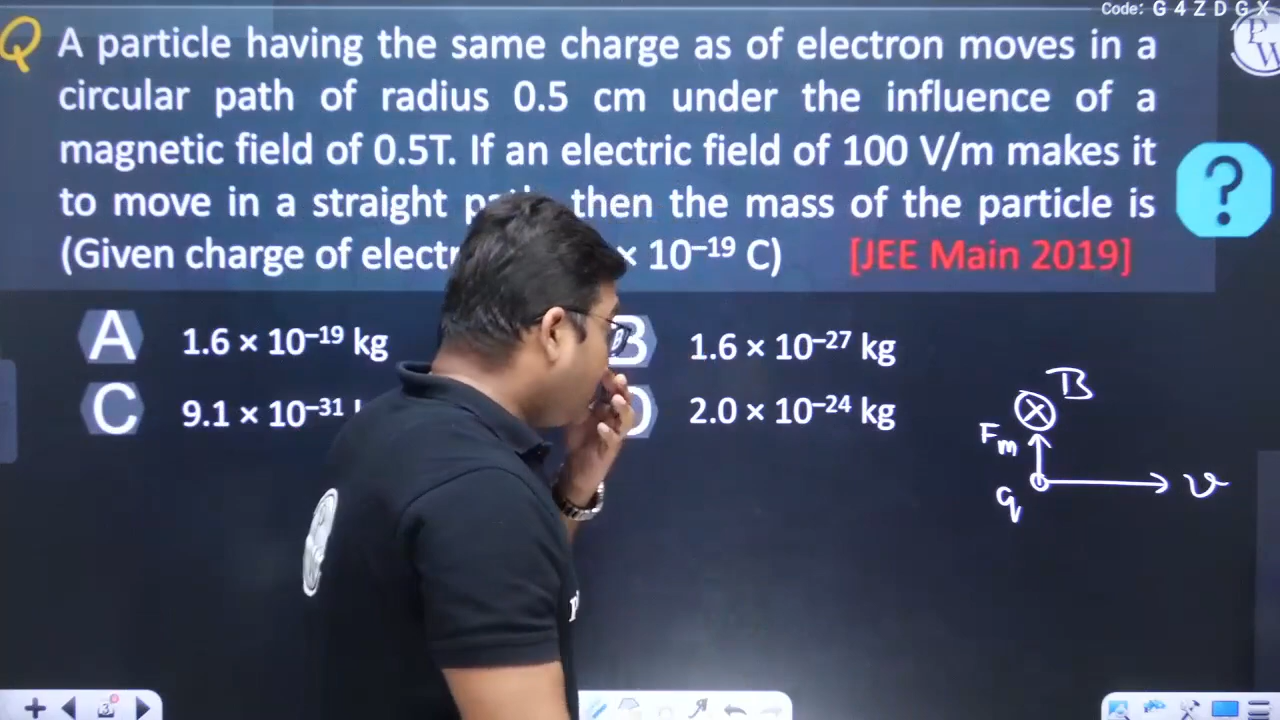 Code: G 4 Z D G X
Q A particle having the same charge as of electron moves in a
circular path of radius 0.5 cm under the influence of a
magnetic field of 0.5T. If an electric field of 100 V/m makes it
to move in a straight then the mass of the particle is
(Given charge of × 10⁻¹⁹ C) [JEE Main 2019]
A 1.6 × 10⁻¹⁹ kg
B 1.6 × 10⁻²⁷ kg
C 9.1 × 10⁻³¹
2.0 × 10⁻²⁴ kg
B
Fm
q
v
P
W
?
3